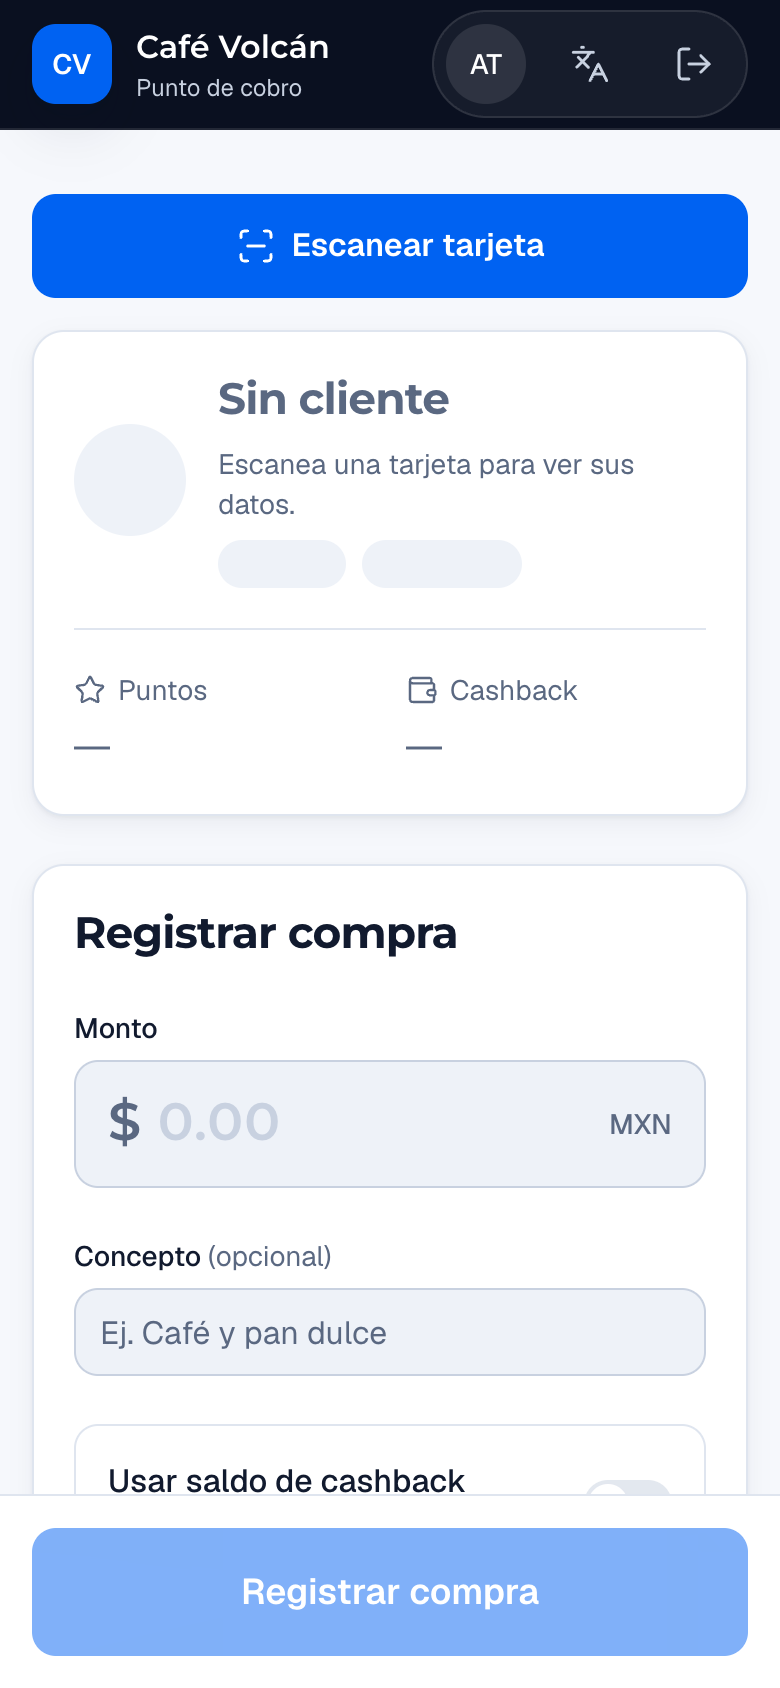 CV
Café Volcán
Punto de cobro
AT
Escanear tarjeta
Sin cliente
Escanea una tarjeta para ver sus
datos.
Puntos
Cashback
—
—
Registrar compra
Monto
$ 0.00
MXN
Concepto (opcional)
Ej. Café y pan dulce
Usar saldo de cashback
Registrar compra